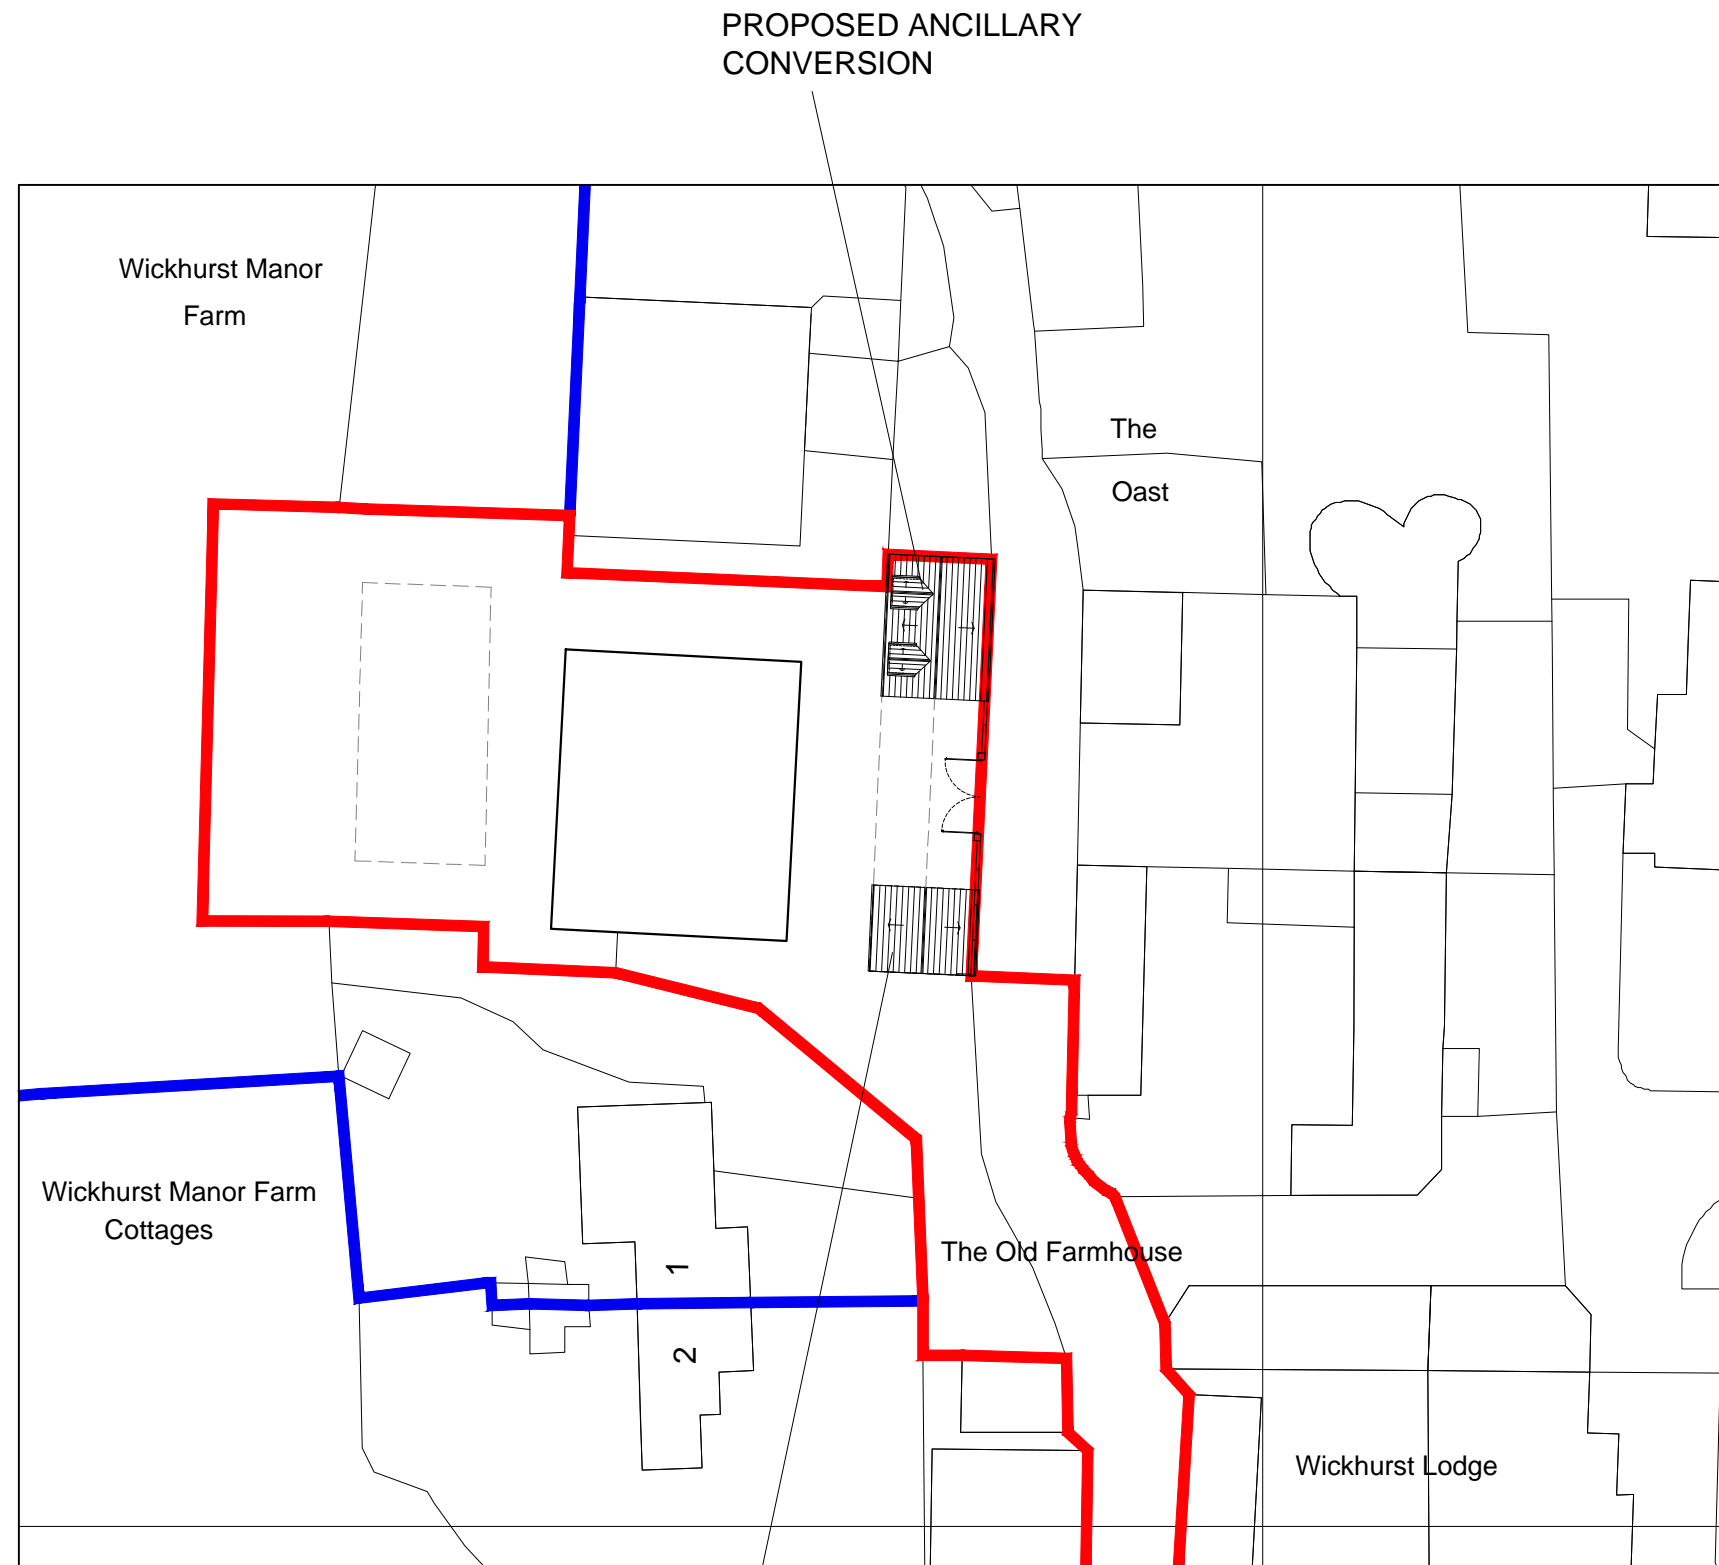 PROPOSED ANCILLARY
CONVERSION
Wickhurst Manor
Farm
The
Oast
Wickhurst Manor Farm
Cottages
The Old Farmhouse
1
2
Wickhurst Lodge